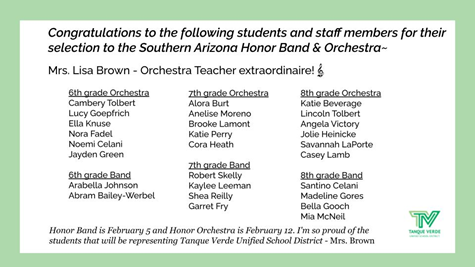 Congratulations to the following students and staff members for their
selection to the Southern Arizona Honor Band & Orchestra~
Mrs. Lisa Brown - Orchestra Teacher extraordinaire!
6th grade Orchestra
Cambery Tolbert
Lucy Goepfrich
Ella Knuse
Nora Fadel
Noemi Celani
Jayden Green
6th grade Band
Arabella Johnson
Abram Bailey-Werbel
7th grade Orchestra
Alora Burt
Anelise Moreno
Brooke Lamont
Katie Perry
Cora Heath
7th grade Band
Robert Skelly
Kaylee Leeman
Shea Reilly
Garret Fry
8th grade Orchestra
Katie Beverage
Lincoln Tolbert
Angela Victory
Jolie Heinicke
Savannah LaPorte
Casey Lamb
8th grade Band
Santino Celani
Madeline Gores
Bella Gooch
Mia McNeil
TANQUE VERDE
Honor Band is February 5 and Honor Orchestra is February 12. I'm so proud of the
students that will be representing Tanque Verde Unified School District - Mrs. Brown